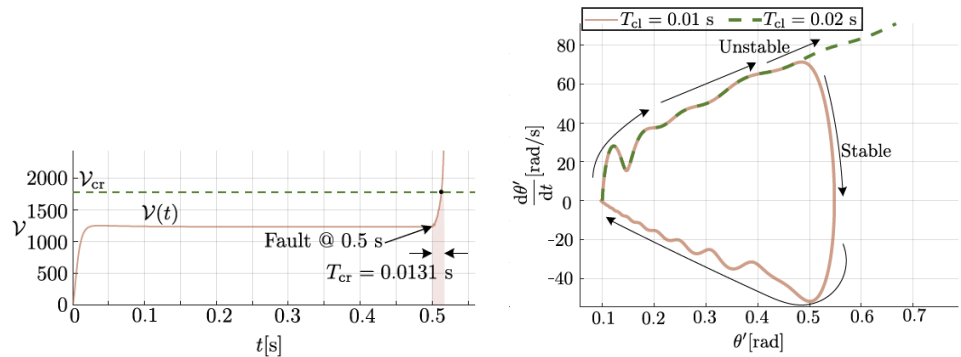 2000
1500
1000
500
0
𝒱
𝒱cr
𝒱(t)
Fault @ 0.5 s
Tcr = 0.0131 s
0 0.1 0.2 0.3 0.4 0.5
t[s]
Tcl = 0.01 s Tcl = 0.02 s
80
60
40
20
0
-20
-40
dθ′/dt [rad/s]
Unstable
Stable
0.1 0.2 0.3 0.4 0.5 0.6 0.7
θ′[rad]